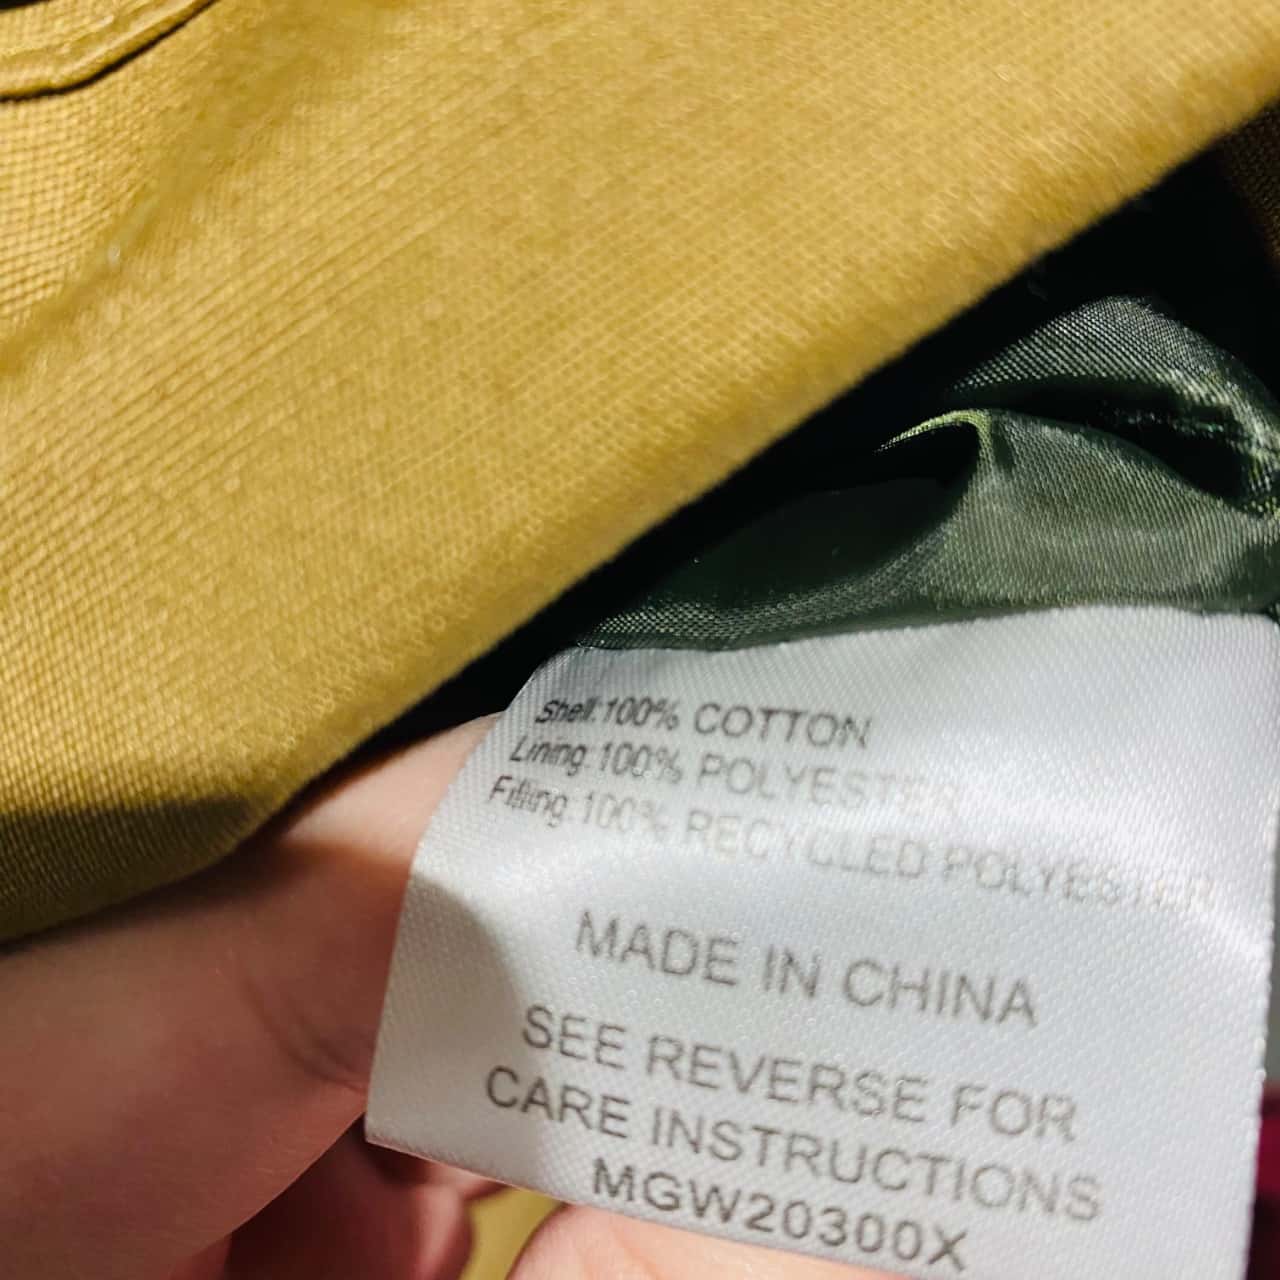 Shell:100% COTTON
Lining:100% POLYESTER
Filling:100% RECYCLED POLYESTER
MADE IN CHINA
SEE REVERSE FOR
CARE INSTRUCTIONS
MGW20300X